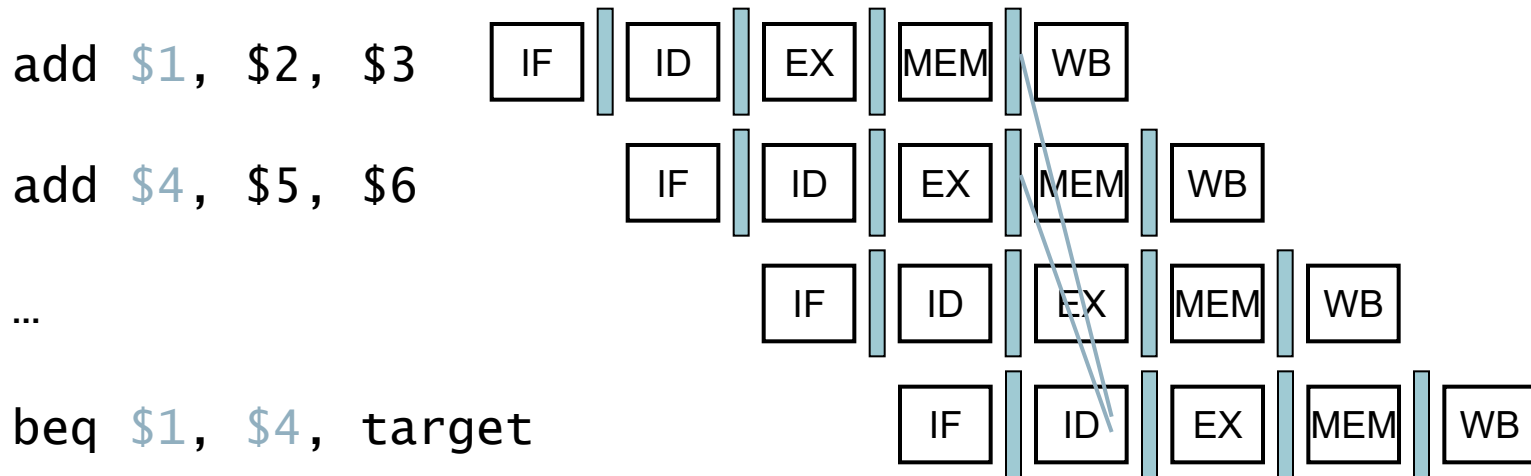 add $1, $2, $3 IF ID EX MEM WB
add $4, $5, $6 IF ID EX MEM WB
… IF ID EX MEM WB
beq $1, $4, target IF ID EX MEM WB